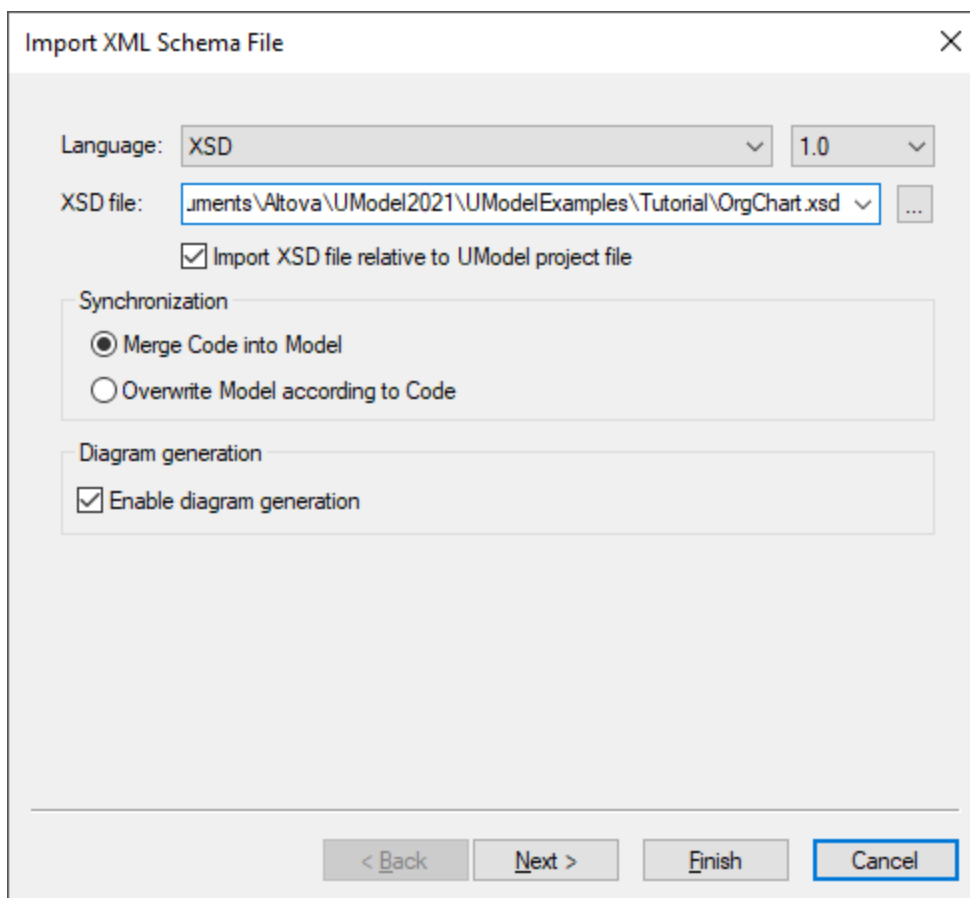 Import XML Schema File
Language: XSD 1.0
XSD file: uments\Altova\UModel2021\UModelExamples\Tutorial\OrgChart.xsd ...
Import XSD file relative to UModel project file
Synchronization
Merge Code into Model
Overwrite Model according to Code
Diagram generation
Enable diagram generation
< Back Next > Finish Cancel